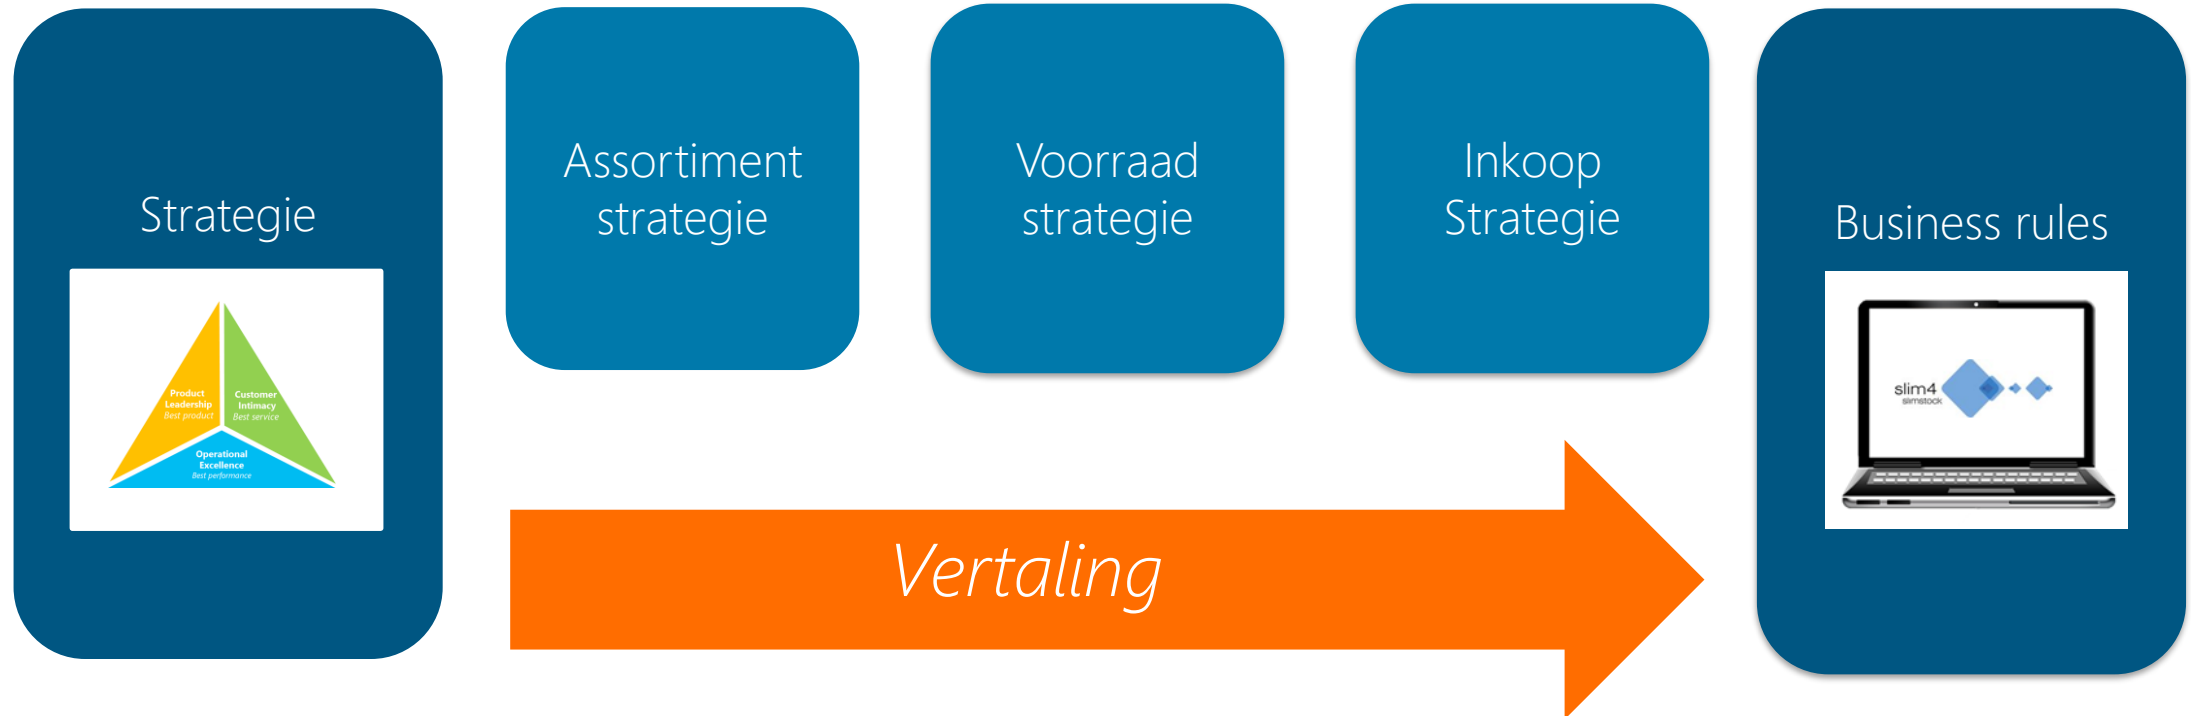 Strategie
Product
Leadership
Best product
Customer
Intimacy
Best service
Operational
Excellence
Best performance
Assortiment
strategie
Voorraad
strategie
Inkoop
Strategie
Business rules
slim4
slimstock
Vertaling